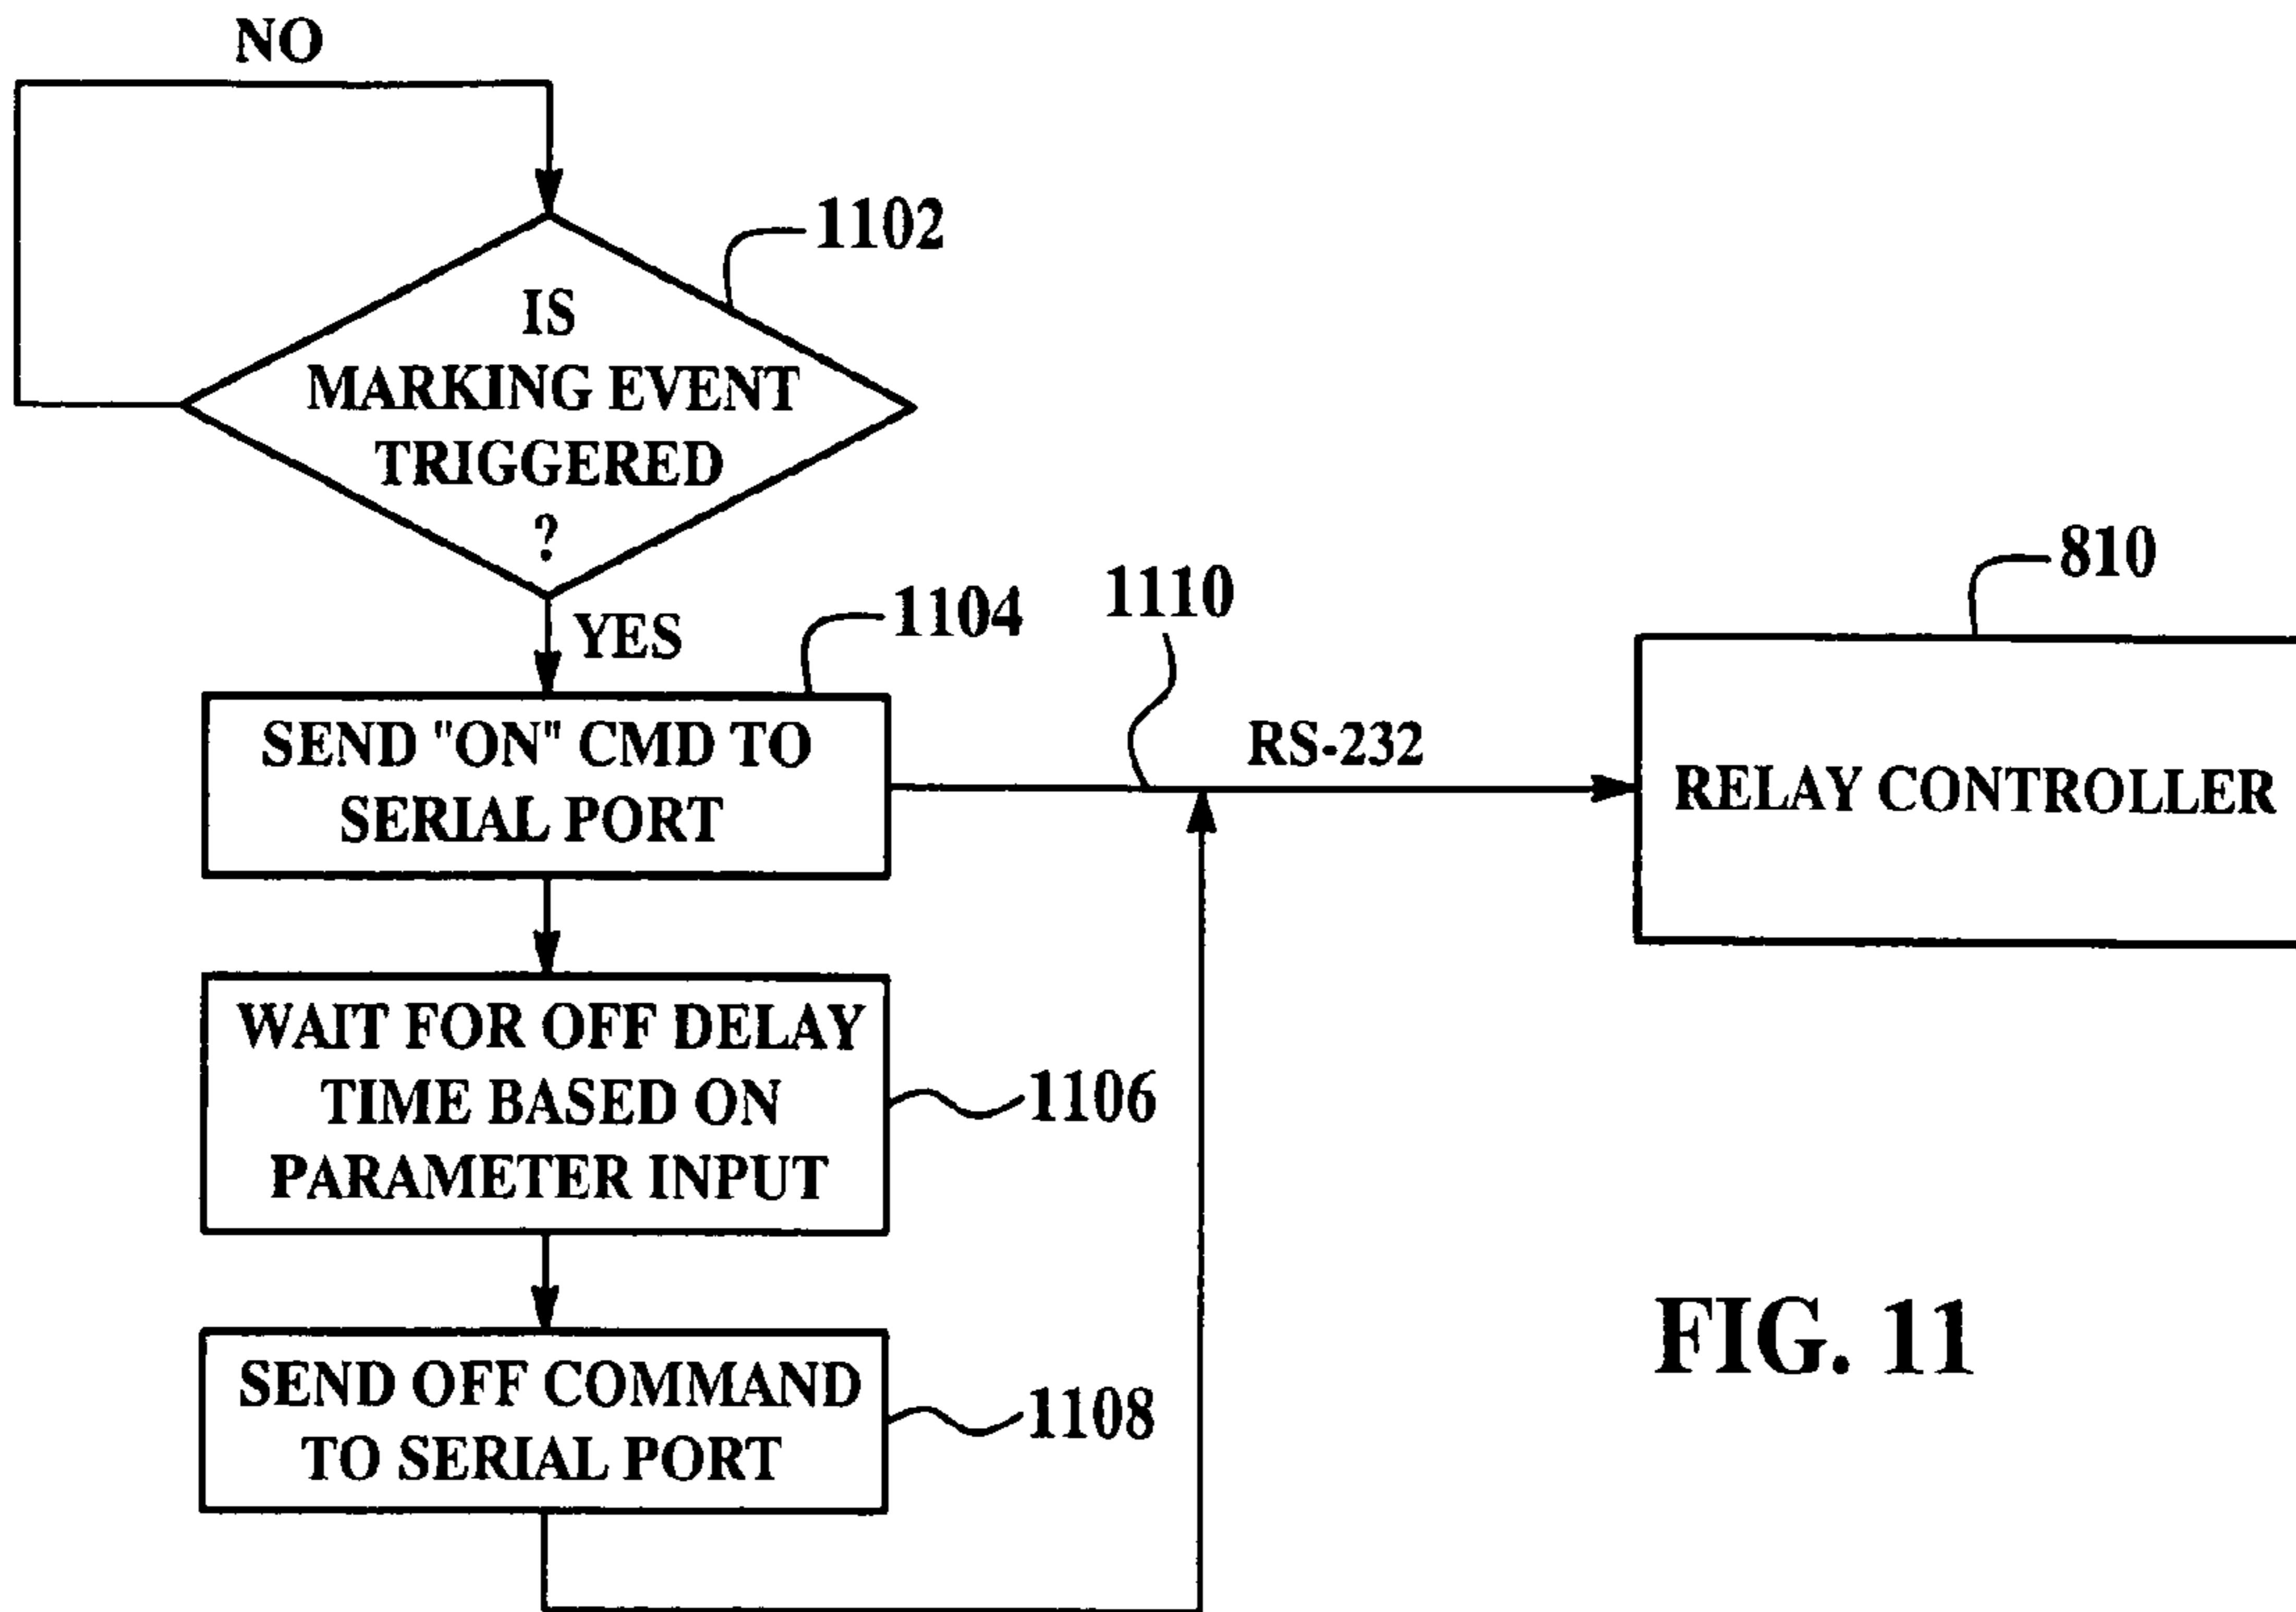 NO
1102
IS
MARKING EVENT
TRIGGERED
?
YES
1104
SEND "ON" CMD TO
SERIAL PORT
1110
RS-232
810
RELAY CONTROLLER
WAIT FOR OFF DELAY
TIME BASED ON
PARAMETER INPUT
1106
SEND OFF COMMAND
TO SERIAL PORT
1108
FIG. 11